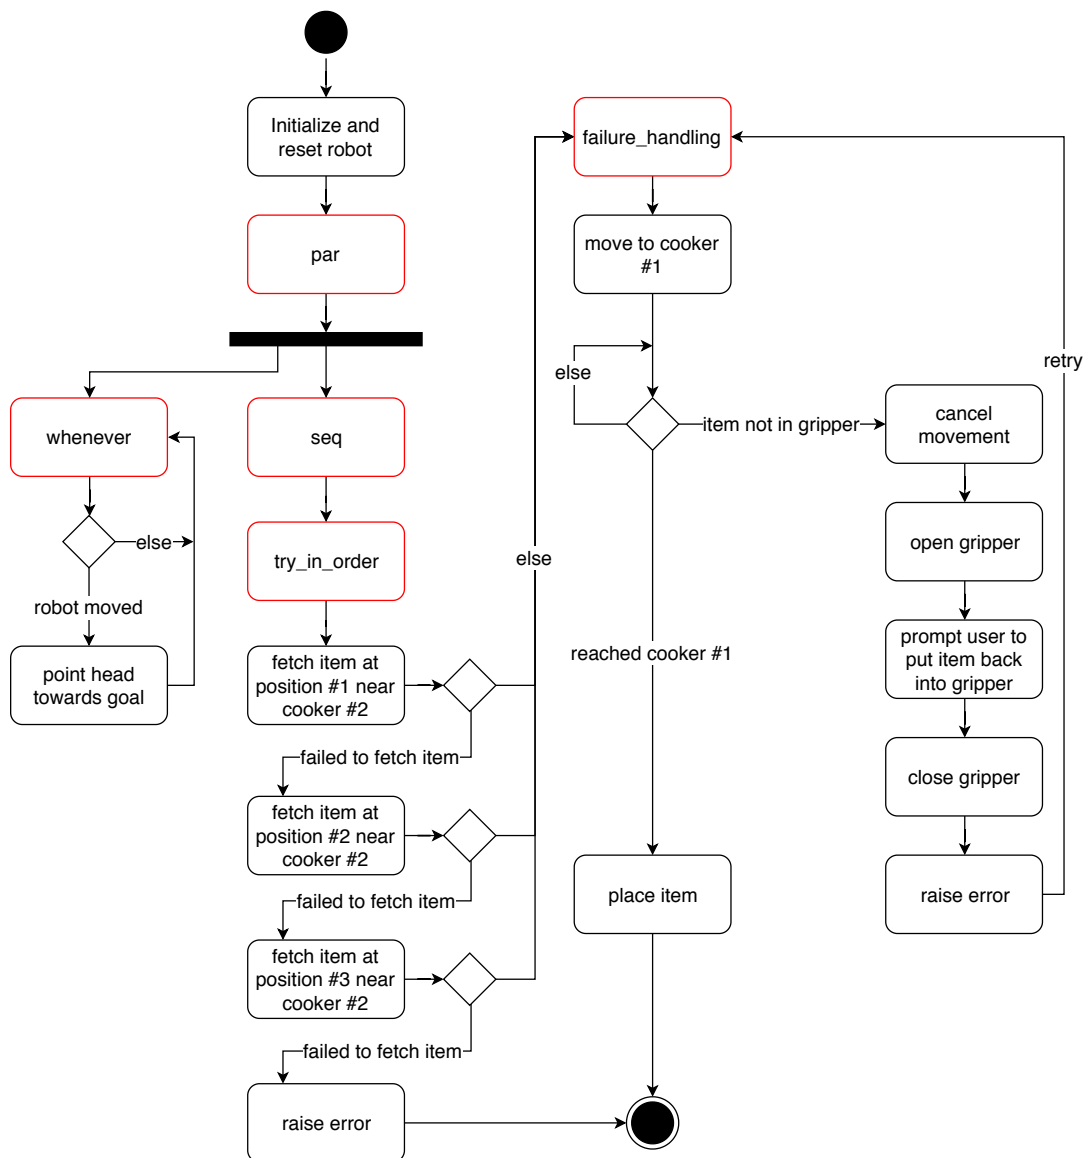 Initialize and
reset robot
par
whenever
else
robot moved
point head
towards goal
seq
try_in_order
fetch item at
position #1 near
cooker #2
failed to fetch item
fetch item at
position #2 near
cooker #2
failed to fetch item
fetch item at
position #3 near
cooker #2
failed to fetch item
raise error
else
failure_handling
move to cooker
#1
else
item not in gripper
reached cooker #1
place item
cancel
movement
open gripper
prompt user to
put item back
into gripper
close gripper
raise error
retry